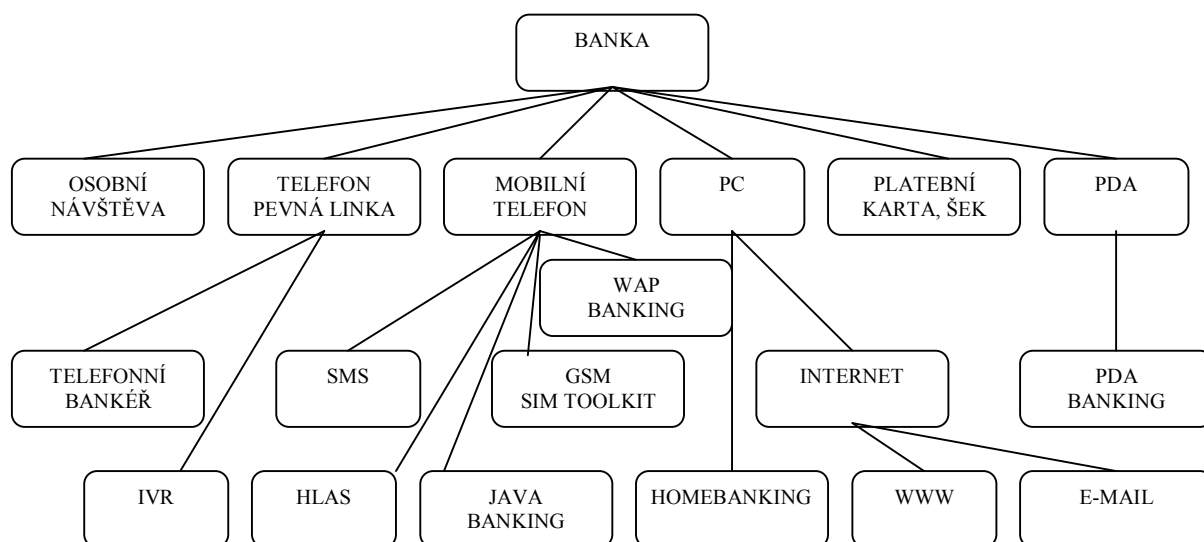 BANKA
OSOBNÍ
NÁVŠTĚVA
TELEFON
PEVNÁ LINKA
MOBILNÍ
TELEFON
PC
PLATEBNÍ
KARTA, ŠEK
PDA
WAP
BANKING
TELEFONNÍ
BANKÉŘ
SMS
GSM
SIM TOOLKIT
INTERNET
PDA
BANKING
IVR
HLAS
JAVA
BANKING
HOMEBANKING
WWW
E-MAIL